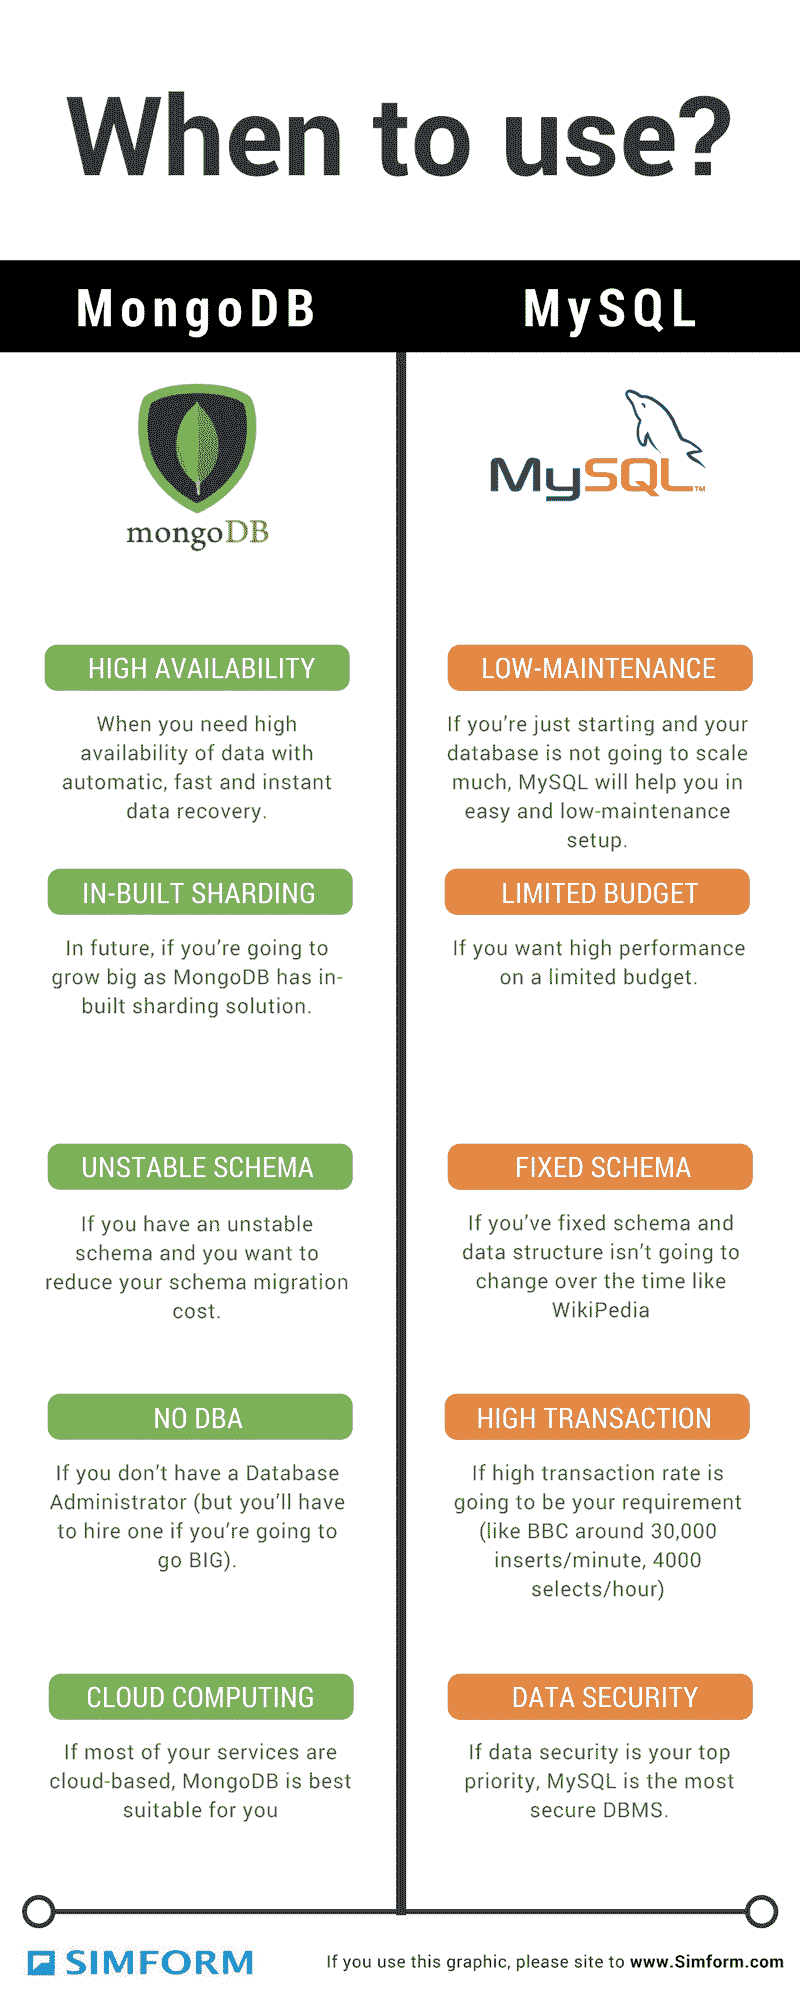 When to use?
MongoDB
MySQL
mongoDB
MySQL™
HIGH AVAILABILITY
When you need high
availability of data with
automatic, fast and instant
data recovery.
LOW-MAINTENANCE
If you’re just starting and your
database is not going to scale
much, MySQL will help you in
easy and low-maintenance
setup.
IN-BUILT SHARDING
In future, if you’re going to
grow big as MongoDB has in-
built sharding solution.
LIMITED BUDGET
If you want high performance
on a limited budget.
UNSTABLE SCHEMA
If you have an unstable
schema and you want to
reduce your schema migration
cost.
FIXED SCHEMA
If you’ve fixed schema and
data structure isn’t going to
change over the time like
WikiPedia
NO DBA
If you don’t have a Database
Administrator (but you’ll have
to hire one if you’re going to
go BIG).
HIGH TRANSACTION
If high transaction rate is
going to be your requirement
(like BBC around 30,000
inserts/minute, 4000
selects/hour)
CLOUD COMPUTING
If most of your services are
cloud-based, MongoDB is best
suitable for you
DATA SECURITY
If data security is your top
priority, MySQL is the most
secure DBMS.
SIMFORM
If you use this graphic, please site to www.Simform.com